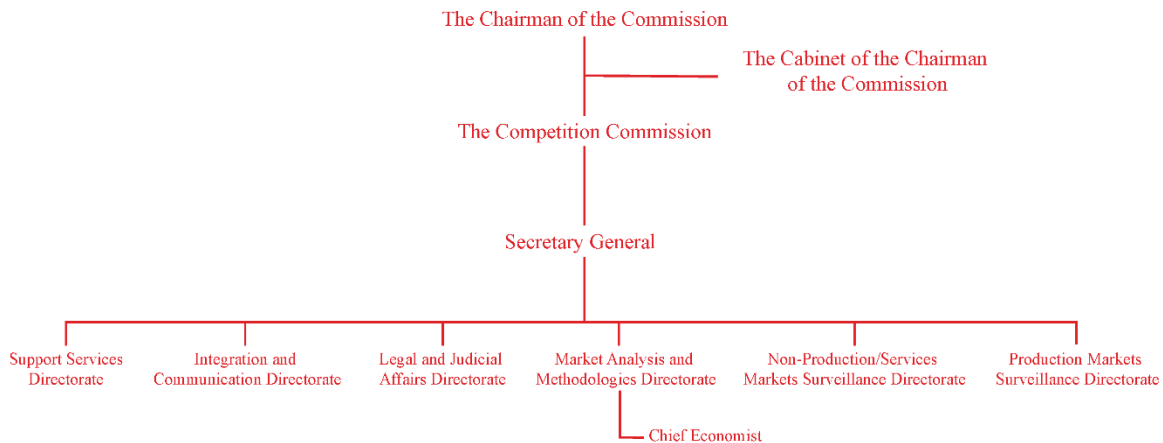 The Chairman of the Commission
The Cabinet of the Chairman
of the Commission
The Competition Commission
Secretary General
Support Services
Directorate
Integration and
Communication Directorate
Legal and Judicial
Affairs Directorate
Market Analysis and
Methodologies Directorate
Non-Production/Services
Markets Surveillance Directorate
Production Markets
Surveillance Directorate
Chief Economist